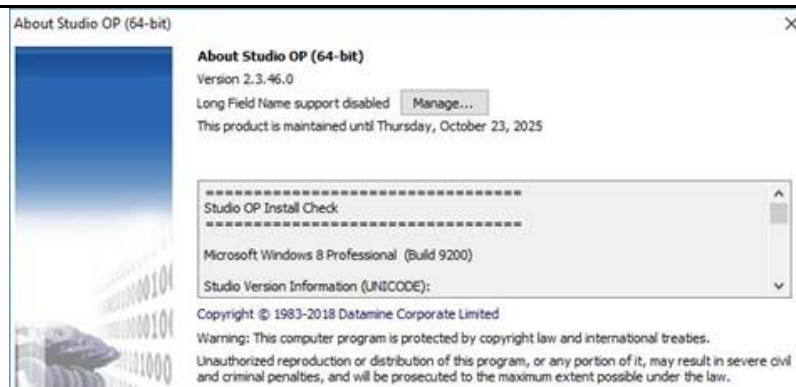 About Studio OP (64-bit)
About Studio OP (64-bit)
Version 2.3.46.0
Long Field Name support disabled Manage...
This product is maintained until Thursday, October 23, 2025
==================================
Studio OP Install Check
==================================
Microsoft Windows 8 Professional (Build 9200)
Studio Version Information (UNICODE):
Copyright © 1983-2018 Datamine Corporate Limited
Warning: This computer program is protected by copyright law and international treaties.
Unauthorized reproduction or distribution of this program, or any portion of it, may result in severe civil
and criminal penalties, and will be prosecuted to the maximum extent possible under the law.